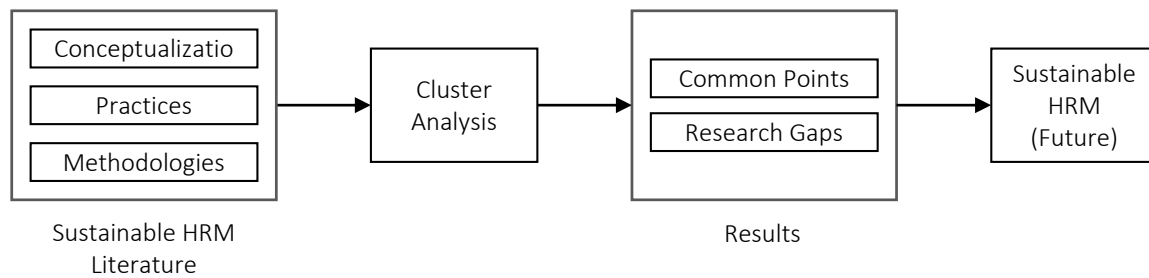 Conceptualizatio
Practices
Methodologies
Sustainable HRM
Literature
Cluster
Analysis
Common Points
Research Gaps
Results
Sustainable
HRM
(Future)